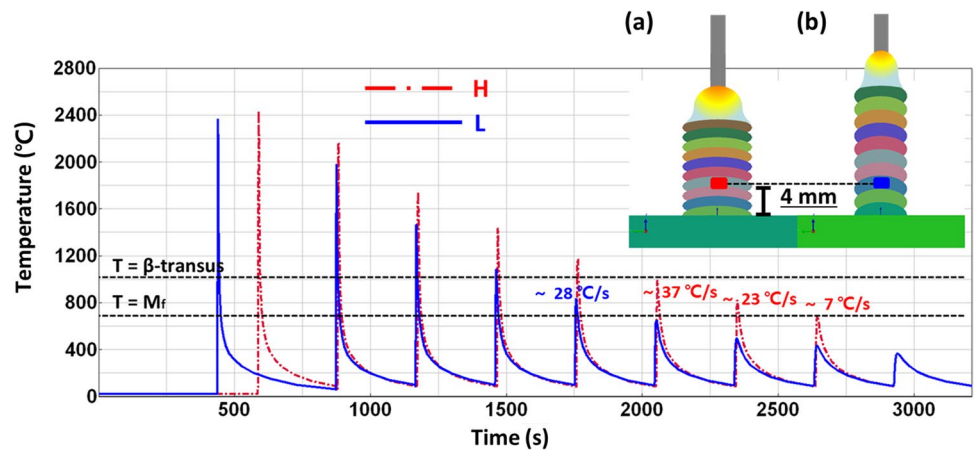 (a)
(b)
2800
2400
2000
1600
1200
800
400
0
Temperature (℃)
H
L
4 mm
T = β-transus
T = Mf
~ 28 ℃/s
~ 37 ℃/s
~ 23 ℃/s
~ 7 ℃/s
500 1000 1500 2000 2500 3000
Time (s)